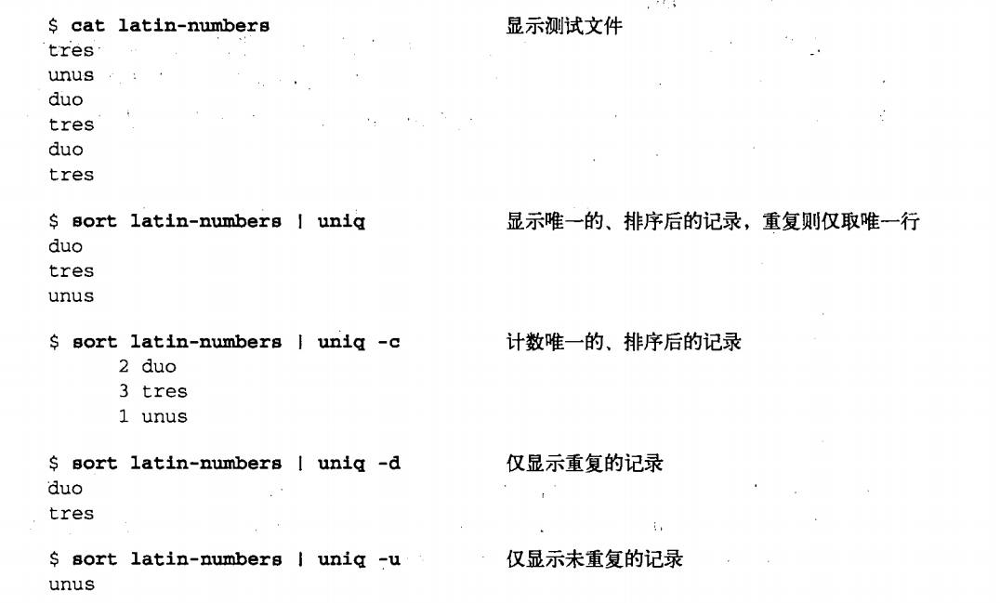 $ cat latin-numbers 显示测试文件
tres
unus
duo
tres
duo
tres
$ sort latin-numbers | uniq 显示唯一的、排序后的记录，重复则仅取唯一行
duo
tres
unus
$ sort latin-numbers | uniq -c 计数唯一的、排序后的记录
2 duo
3 tres
1 unus
$ sort latin-numbers | uniq -d 仅显示重复的记录
duo
tres
$ sort latin-numbers | uniq -u 仅显示未重复的记录
unus